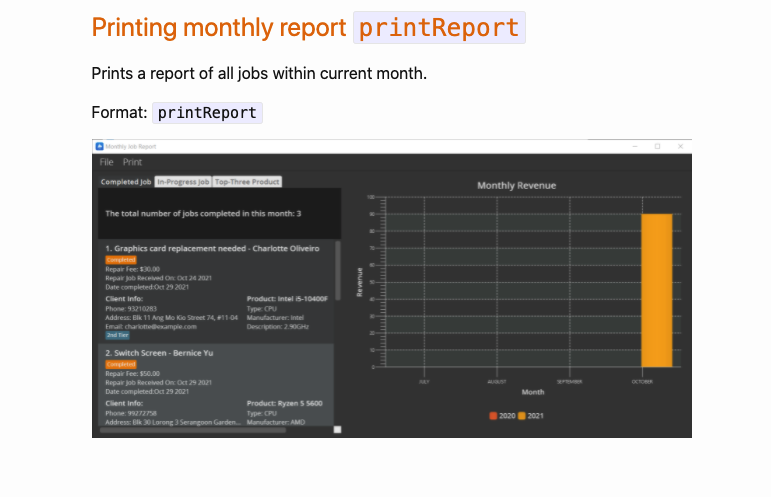 Printing monthly report printReport
Prints a report of all jobs within current month.
Format: printReport
Monthly Job Report
File Print
Completed Job In-Progress Job Top-Three Product
The total number of jobs completed in this month: 3
1. Graphics card replacement needed - Charlotte Oliveiro
Completed
Repair Fee: $30.00
Repair Job Received On: Oct 24 2021
Date completed:Oct 29 2021
Client Info: Product: Intel i5-10400F
Phone: 93210283 Type: CPU
Address: Blk 11 Ang Mo Kio Street 74, #11-04 Manufacturer: Intel
Email: charlotte@example.com Description: 2.90GHz
2nd Tier
2. Switch Screen - Bernice Yu
Completed
Repair Fee: $50.00
Repair Job Received On: Oct 29 2021
Date completed:Oct 29 2021
Client Info: Product: Ryzen 5 5600
Phone: 99272758 Type: CPU
Address: Blk 30 Lorong 3 Serangoon Garden... Manufacturer: AMD
Monthly Revenue
100
90
80
70
60
50
40
30
20
10
0
Revenue
JULY AUGUST SEPTEMBER OCTOBER
Month
2020 2021